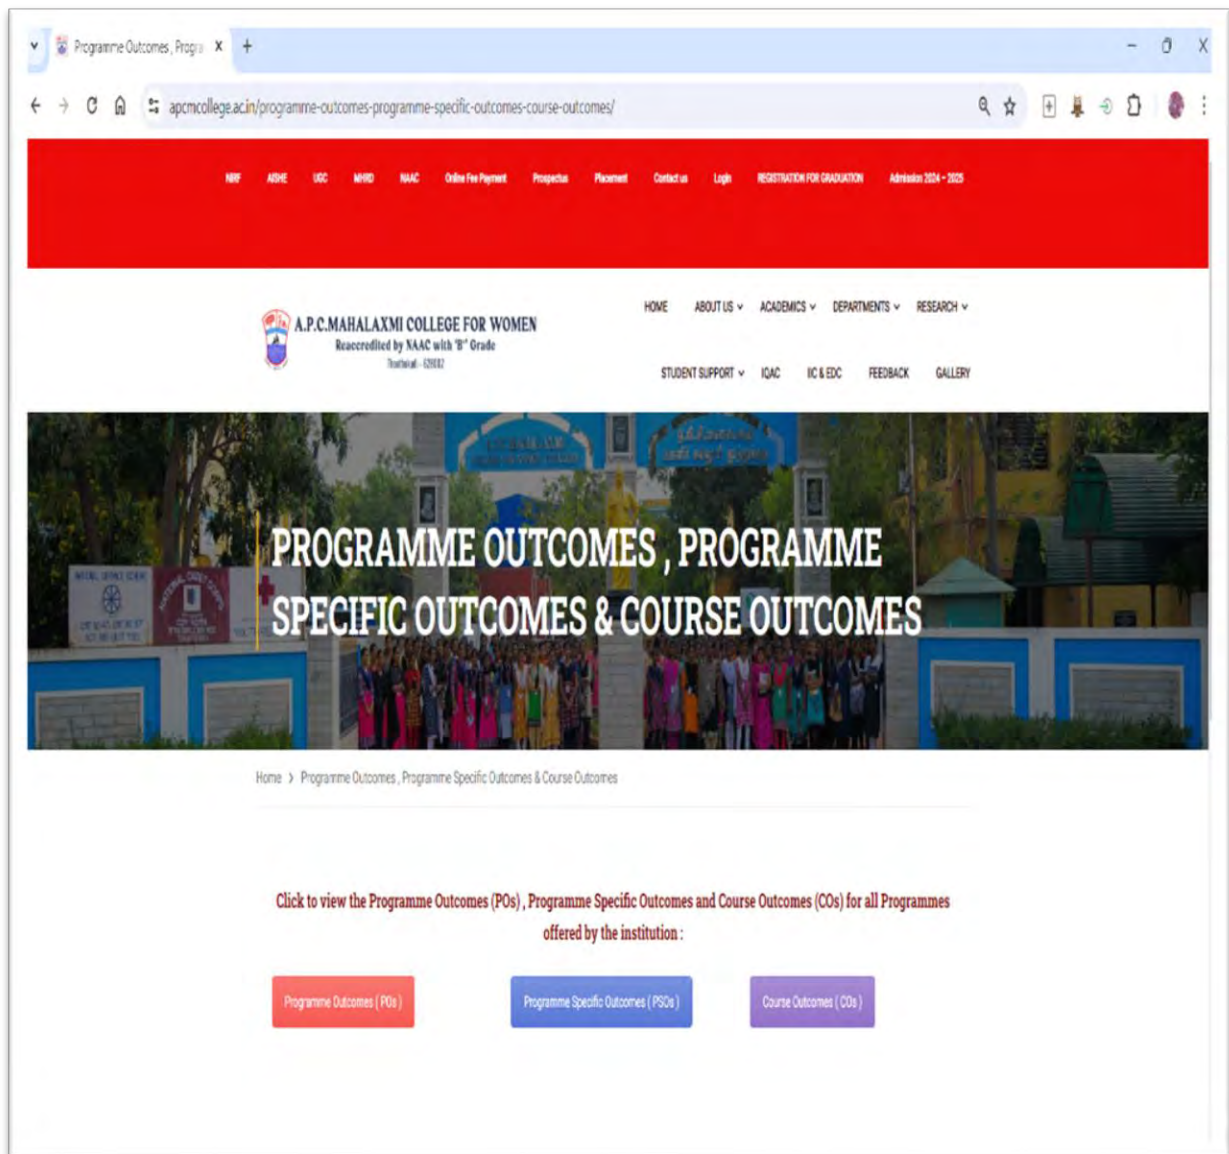 Programme Outcomes , Progra
apcmcollege.ac.in/programme-outcomes-programme-specific-outcomes-course-outcomes/
NIRF AISHE UGC MHRD NAAC Online Fee Payment Prospectus Placement Contact us Login REGISTRATION FOR GRADUATION Admission 2024 – 2025
HOME ABOUT US ACADEMICS DEPARTMENTS RESEARCH
A.P.C.MAHALAXMI COLLEGE FOR WOMEN
Reaccredited by NAAC with "B" Grade
Thoothukudi - 628002
STUDENT SUPPORT IQAC IIC & EDC FEEDBACK GALLERY
PROGRAMME OUTCOMES , PROGRAMME
SPECIFIC OUTCOMES & COURSE OUTCOMES
Home > Programme Outcomes , Programme Specific Outcomes & Course Outcomes
Click to view the Programme Outcomes (POs) , Programme Specific Outcomes and Course Outcomes (COs) for all Programmes
offered by the institution :
Programme Outcomes ( POs )
Programme Specific Outcomes ( PSOs )
Course Outcomes ( COs )